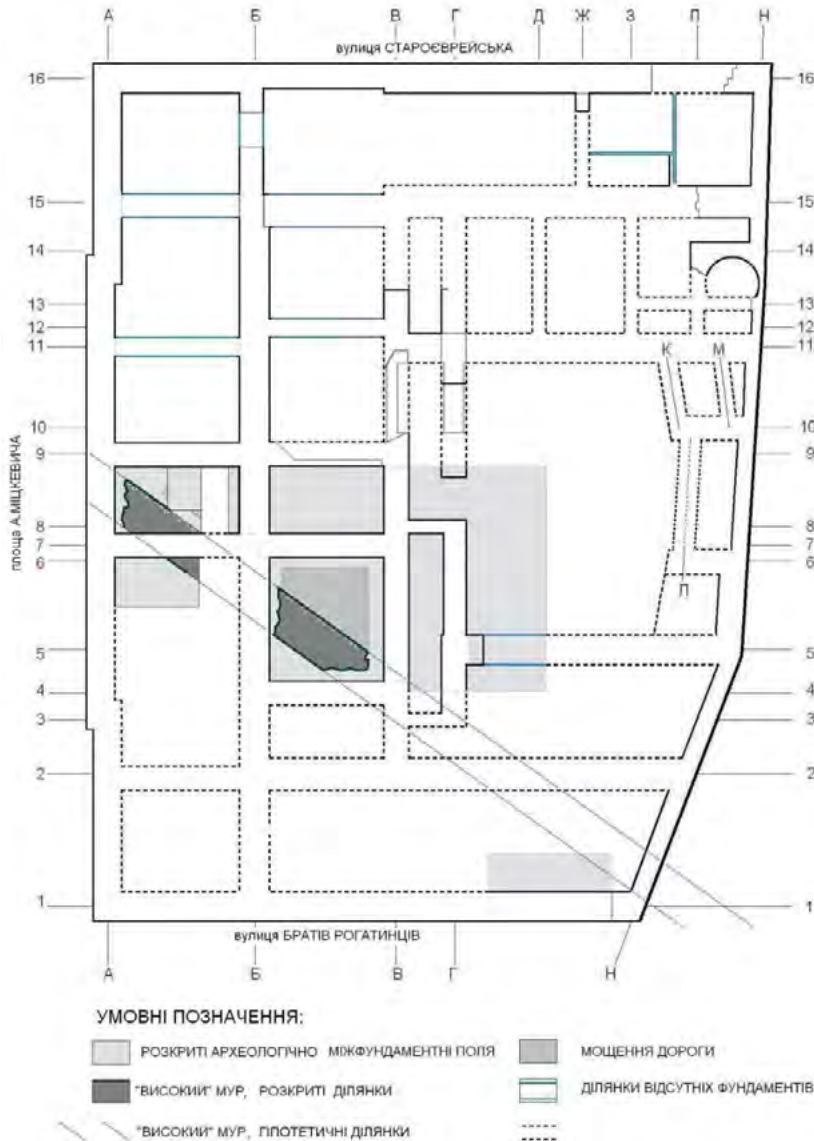 А Б В Г Д Ж З Л Н
вулиця СТАРОЄВРЕЙСЬКА
16 16
15 15
14 14
13 13
12 12
11 11
К М
10 10
9 9
площа А.МІЦКЕВИЧА
8 8
7 7
6 6
П
5 5
4 4
3 3
2 2
1 1
вулиця БРАТІВ РОГАТИНЦІВ
А Б В Г Н
УМОВНІ ПОЗНАЧЕННЯ:
РОЗКРИТІ АРХЕОЛОГІЧНО МІЖФУНДАМЕНТНІ ПОЛЯ
МОЩЕННЯ ДОРОГИ
"ВИСОКИЙ" МУР, РОЗКРИТІ ДІЛЯНКИ
ДІЛЯНКИ ВІДСУТНІХ ФУНДАМЕНТІВ
"ВИСОКИЙ" МУР, ГІПОТЕТИЧНІ ДІЛЯНКИ